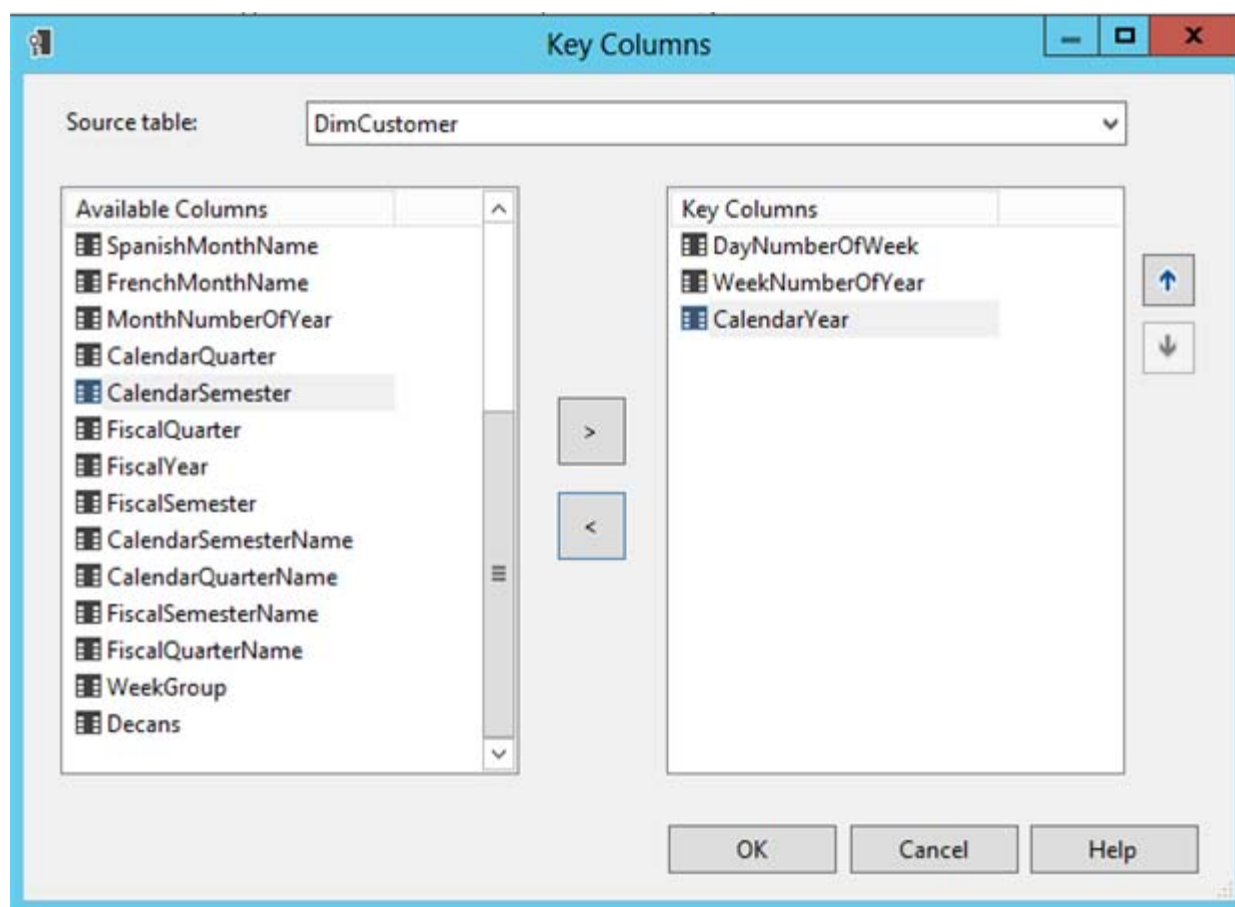 Key Columns
Source table:
DimCustomer
Available Columns
SpanishMonthName
FrenchMonthName
MonthNumberOfYear
CalendarQuarter
CalendarSemester
FiscalQuarter
FiscalYear
FiscalSemester
CalendarSemesterName
CalendarQuarterName
FiscalSemesterName
FiscalQuarterName
WeekGroup
Decans
>
<
Key Columns
DayNumberOfWeek
WeekNumberOfYear
CalendarYear
OK
Cancel
Help